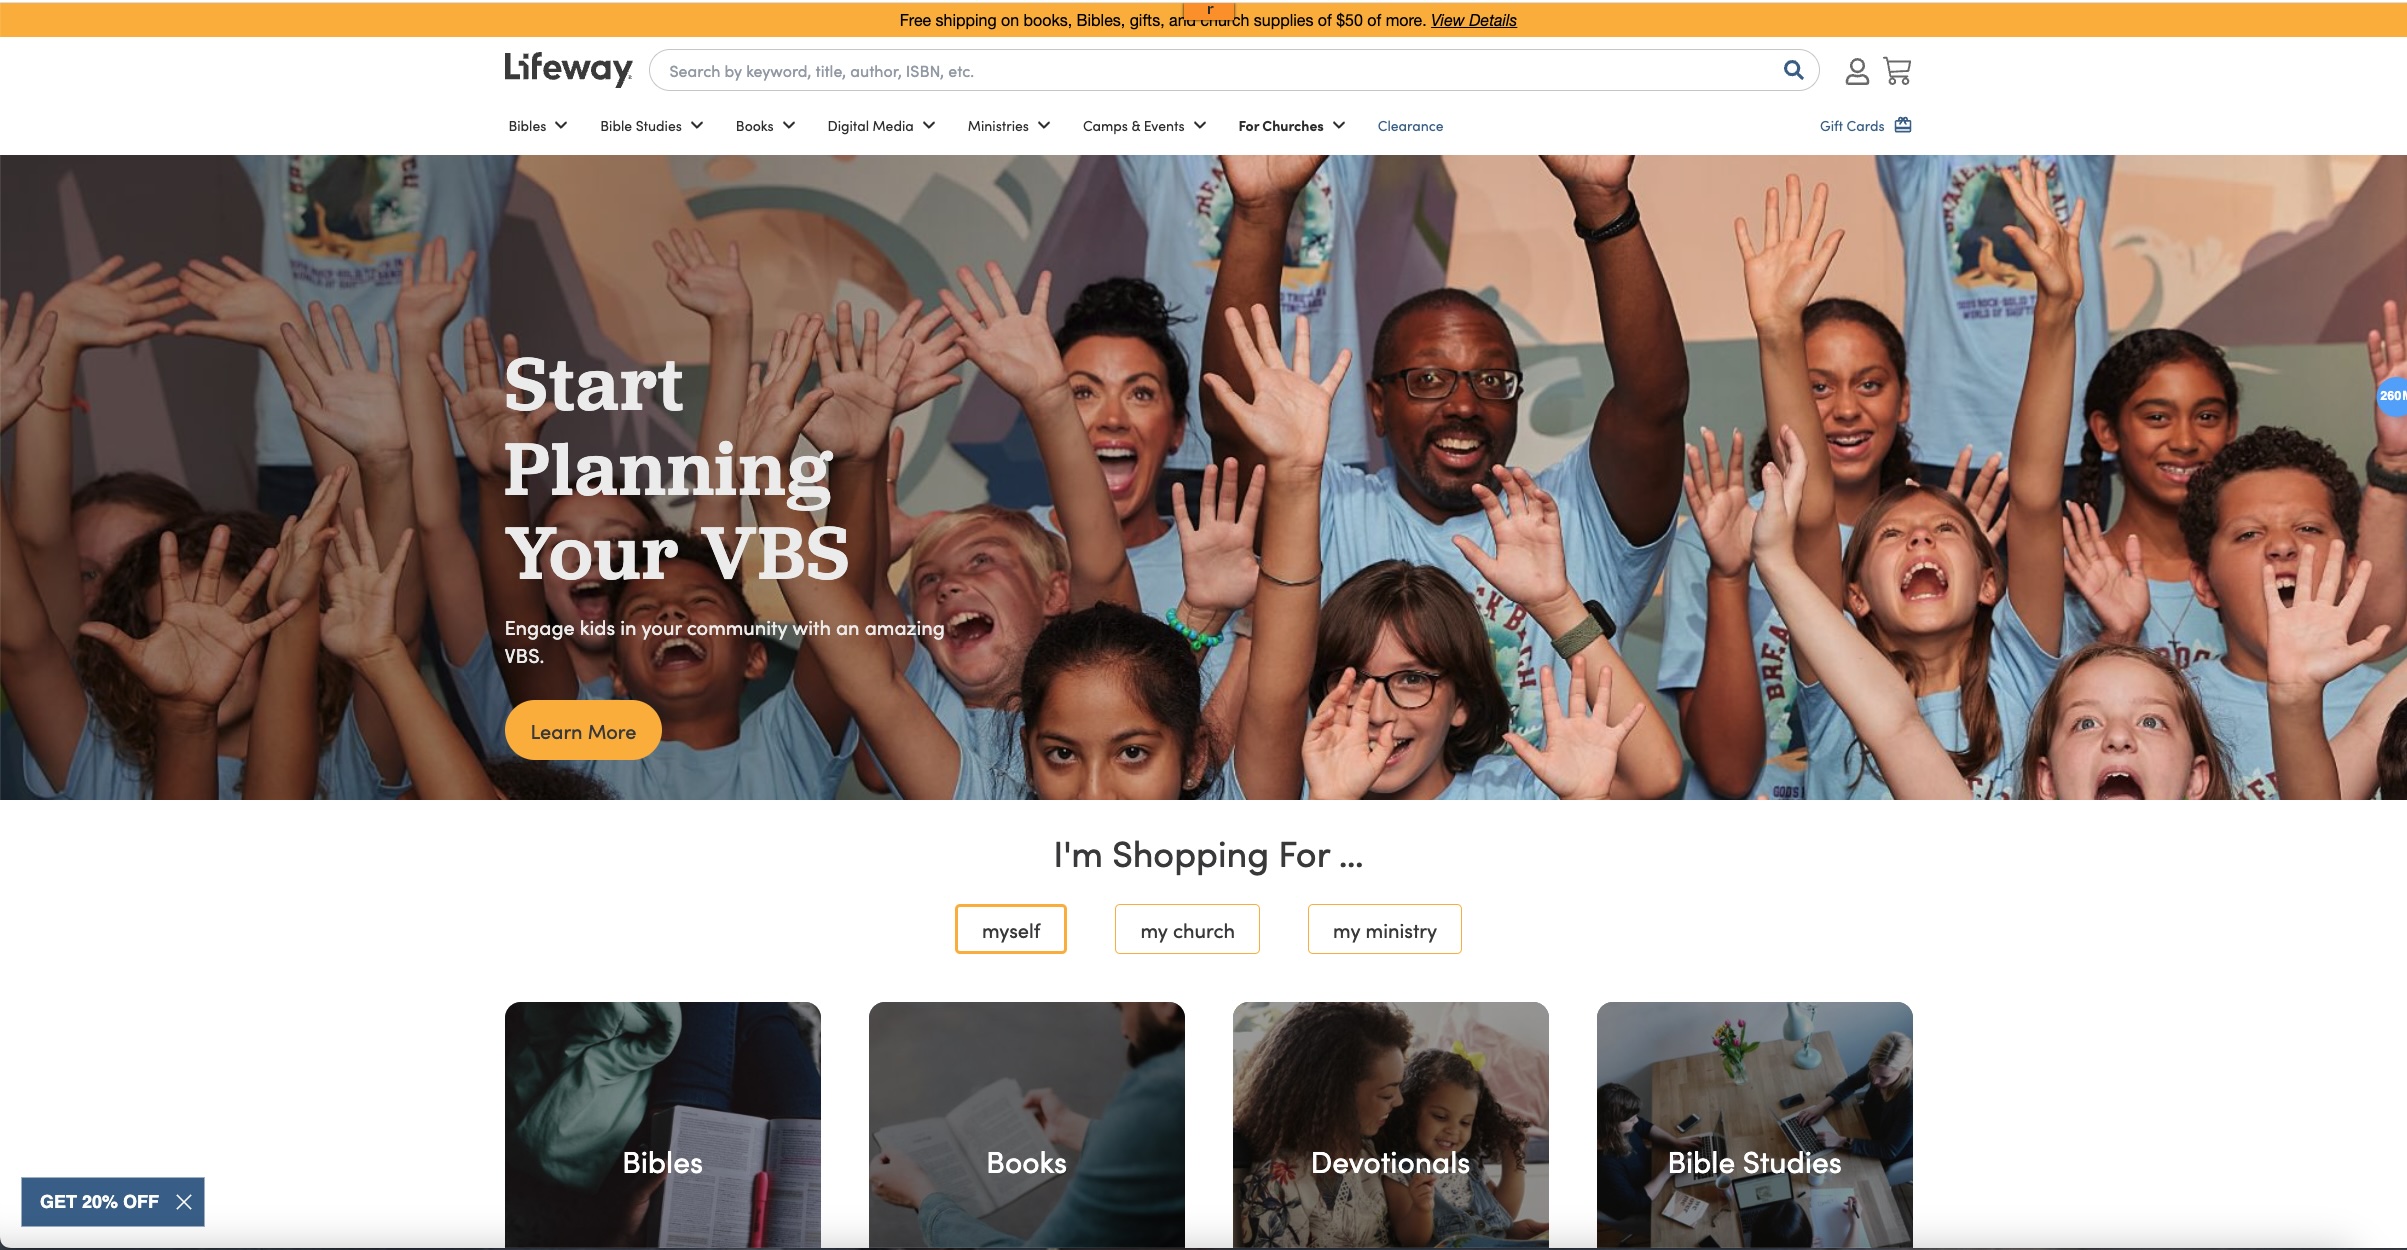 r
Free shipping on books, Bibles, gifts, and church supplies of $50 of more. View Details
Lifeway
Search by keyword, title, author, ISBN, etc.
Bibles Bible Studies Books Digital Media Ministries Camps & Events For Churches Clearance Gift Cards
Start
Planning
Your VBS
Engage kids in your community with an amazing
VBS.
Learn More
260
I'm Shopping For ...
myself my church my ministry
Bibles Books Devotionals Bible Studies
GET 20% OFF